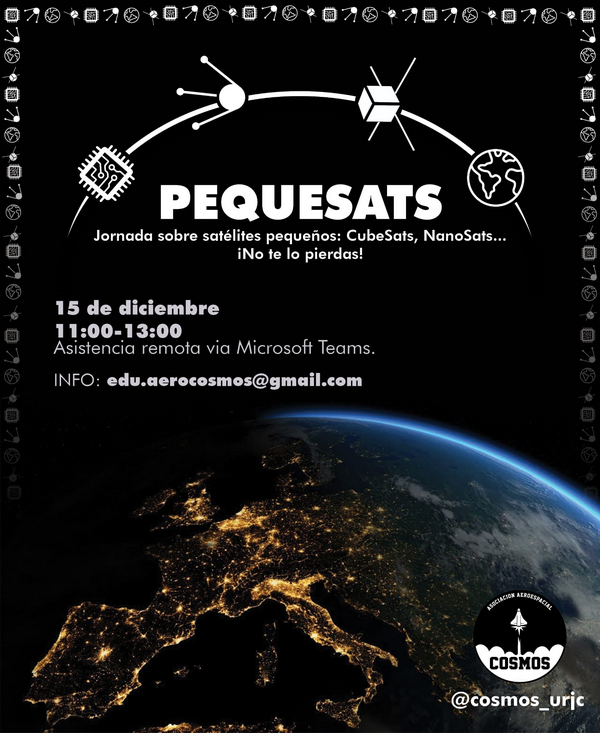 PEQUESATS
Jornada sobre satélites pequeños: CubeSats, NanoSats...
¡No te lo pierdas!
15 de diciembre
11:00-13:00
Asistencia remota via Microsoft Teams.
INFO: edu.aerocosmos@gmail.com
ASOCIACION AEROESPACIAL
COSMOS
@cosmos_urjc